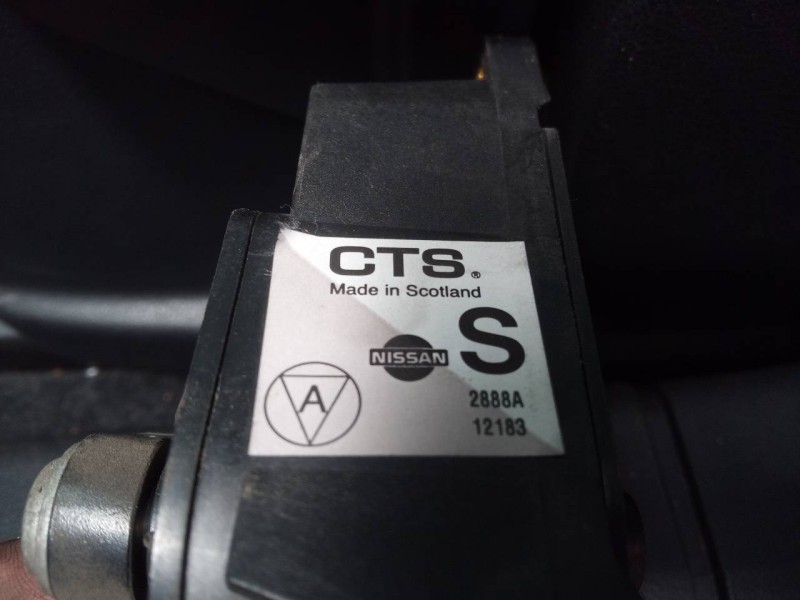 CTS®
Made in Scotland
NISSAN S
A
2888A
12183